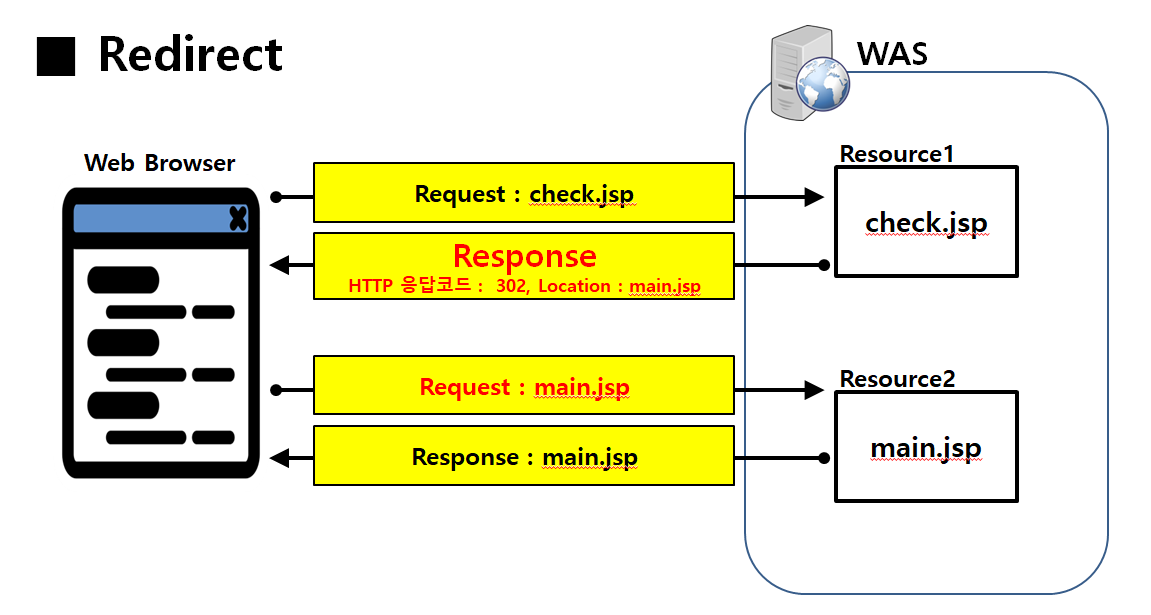 ■ Redirect
WAS
Web Browser
Resource1
Request : check.jsp
check.jsp
Response
HTTP 응답코드 : 302, Location : main.jsp
Resource2
Request : main.jsp
main.jsp
Response : main.jsp